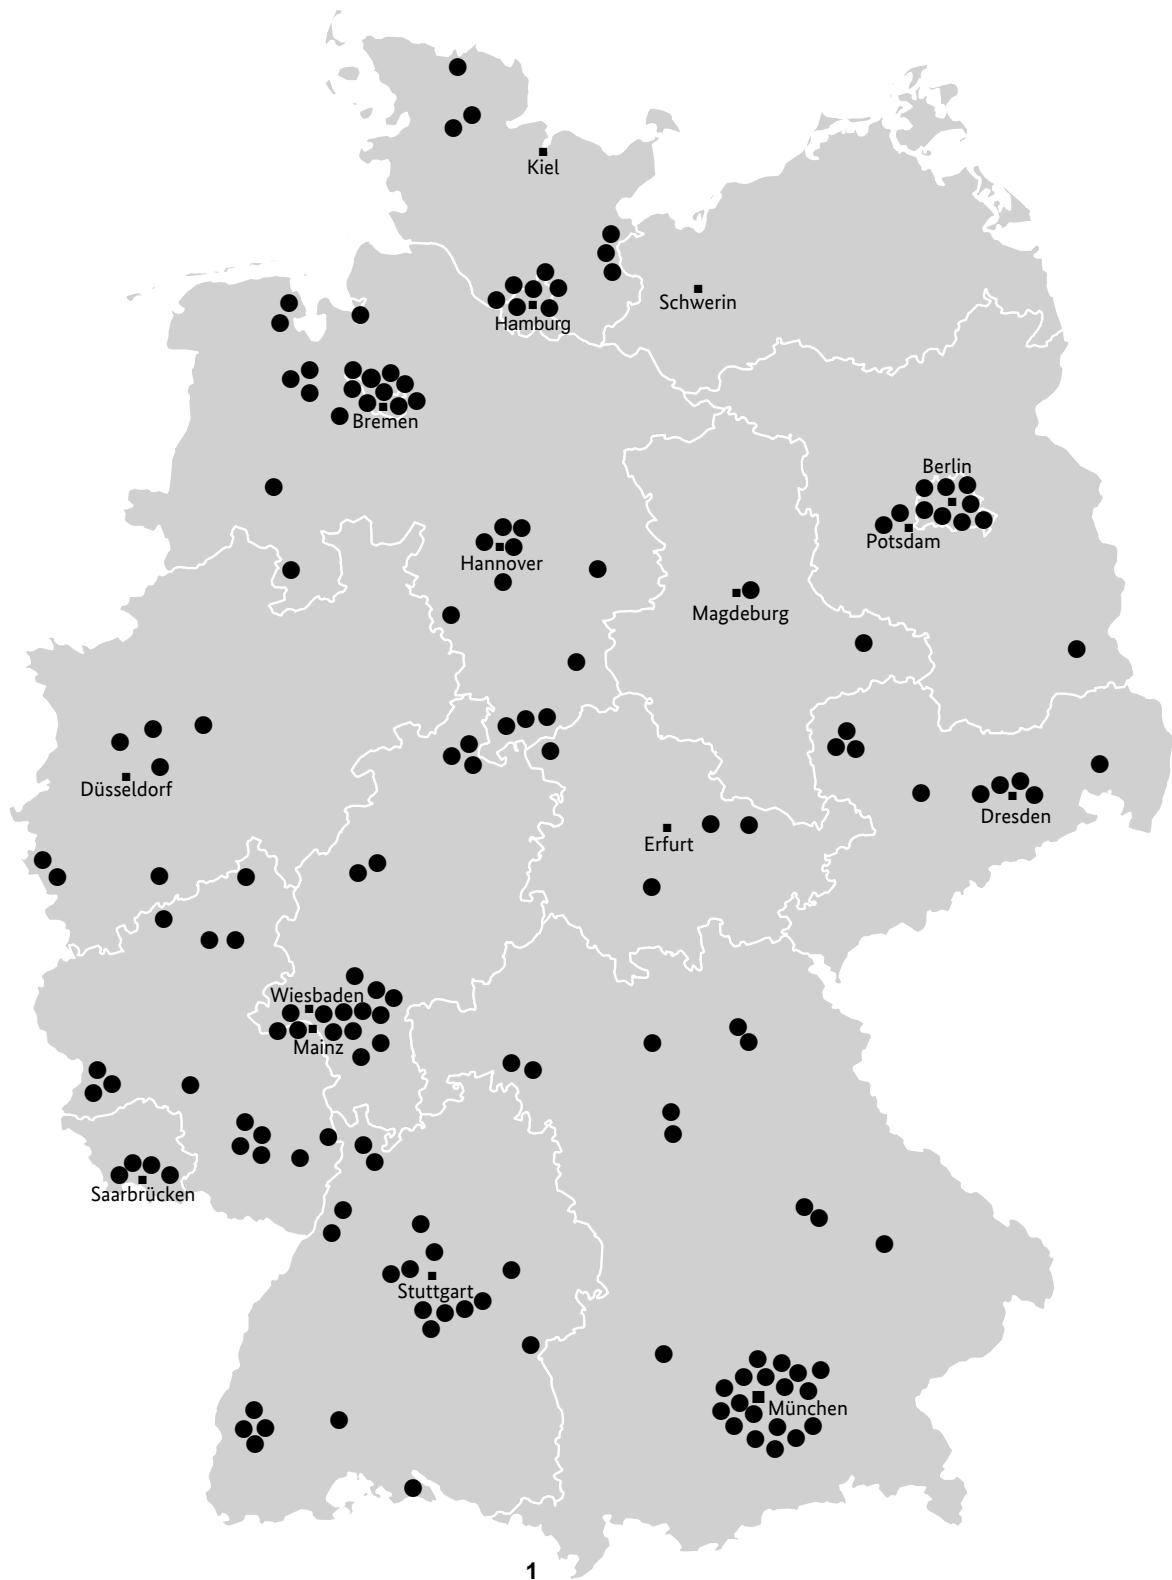 Kiel
Schwerin
Hamburg
Bremen
Berlin
Potsdam
Hannover
Magdeburg
Düsseldorf
Dresden
Erfurt
Wiesbaden
Mainz
Saarbrücken
Stuttgart
München
1